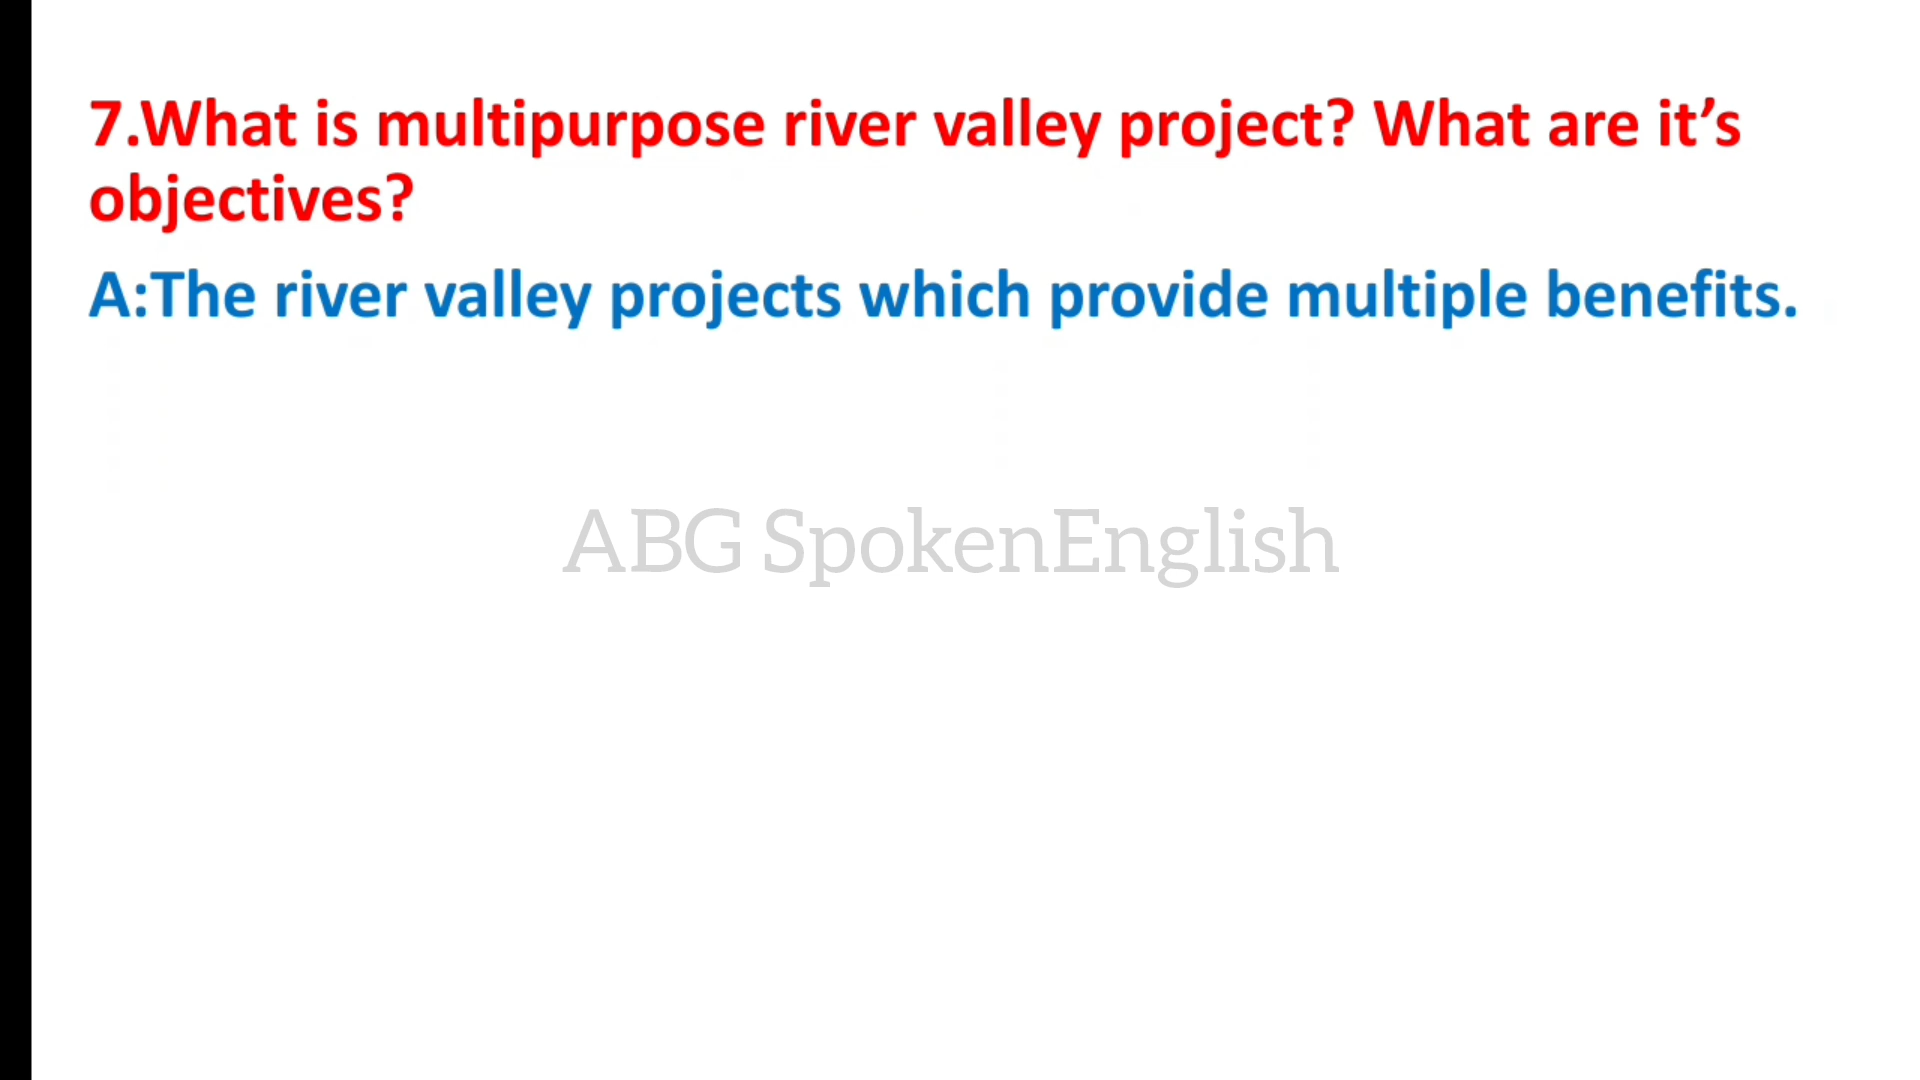 7.What is multipurpose river valley project? What are it’s
objectives?
A:The river valley projects which provide multiple benefits.
ABG SpokenEnglish